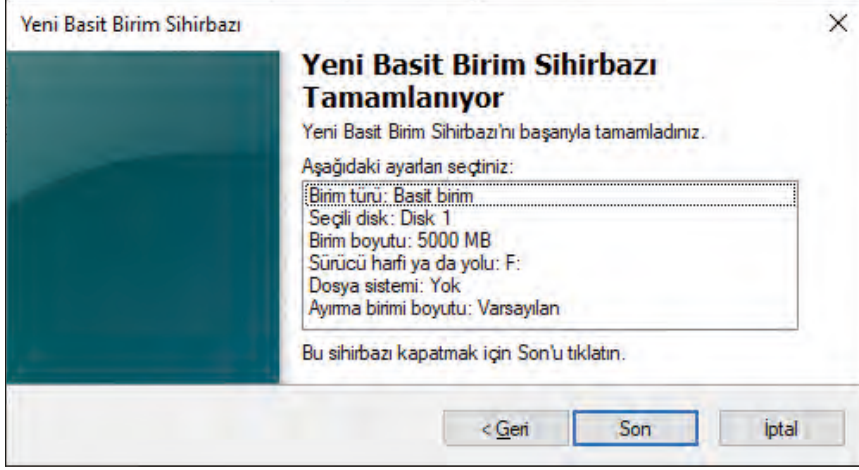 Yeni Basit Birim Sihirbazı
Yeni Basit Birim Sihirbazı
Tamamlanıyor
Yeni Basit Birim Sihirbazı'nı başarıyla tamamladınız.
Aşağıdaki ayarları seçtiniz:
Birim türü: Basit birim
Seçili disk: Disk 1
Birim boyutu: 5000 MB
Sürücü harfi ya da yolu: F:
Dosya sistemi: Yok
Ayırma birimi boyutu: Varsayılan
Bu sihirbazı kapatmak için Son'u tıklatın.
< Geri Son İptal